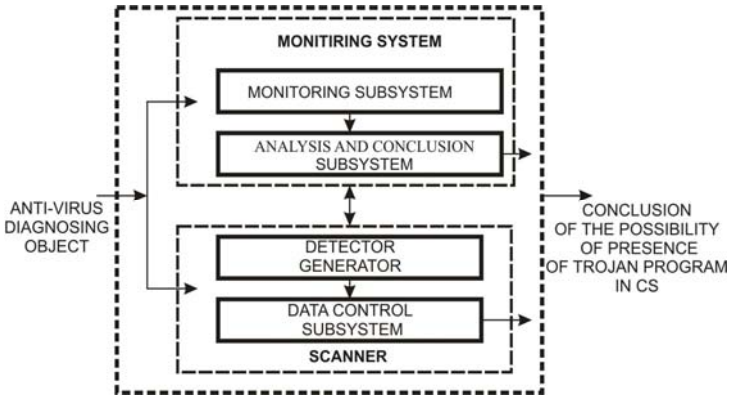 MONITIRING SYSTEM
MONITORING SUBSYSTEM
ANALYSIS AND CONCLUSION
SUBSYSTEM
ANTI-VIRUS
DIAGNOSING
OBJECT
CONCLUSION
OF THE POSSIBILITY
OF PRESENCE
OF TROJAN PROGRAM
IN CS
DETECTOR
GENERATOR
DATA CONTROL
SUBSYSTEM
SCANNER